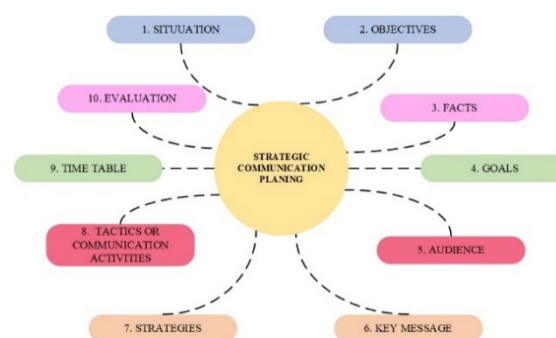 1. SITUUATION
2. OBJECTIVES
10. EVALUATION
3. FACTS
STRATEGIC
COMMUNICATION
PLANING
9. TIME TABLE
4. GOALS
8. TACTICS OR
COMMUNICATION
ACTIVITIES
5. AUDIENCE
7. STRATEGIES
6. KEY MESSAGE